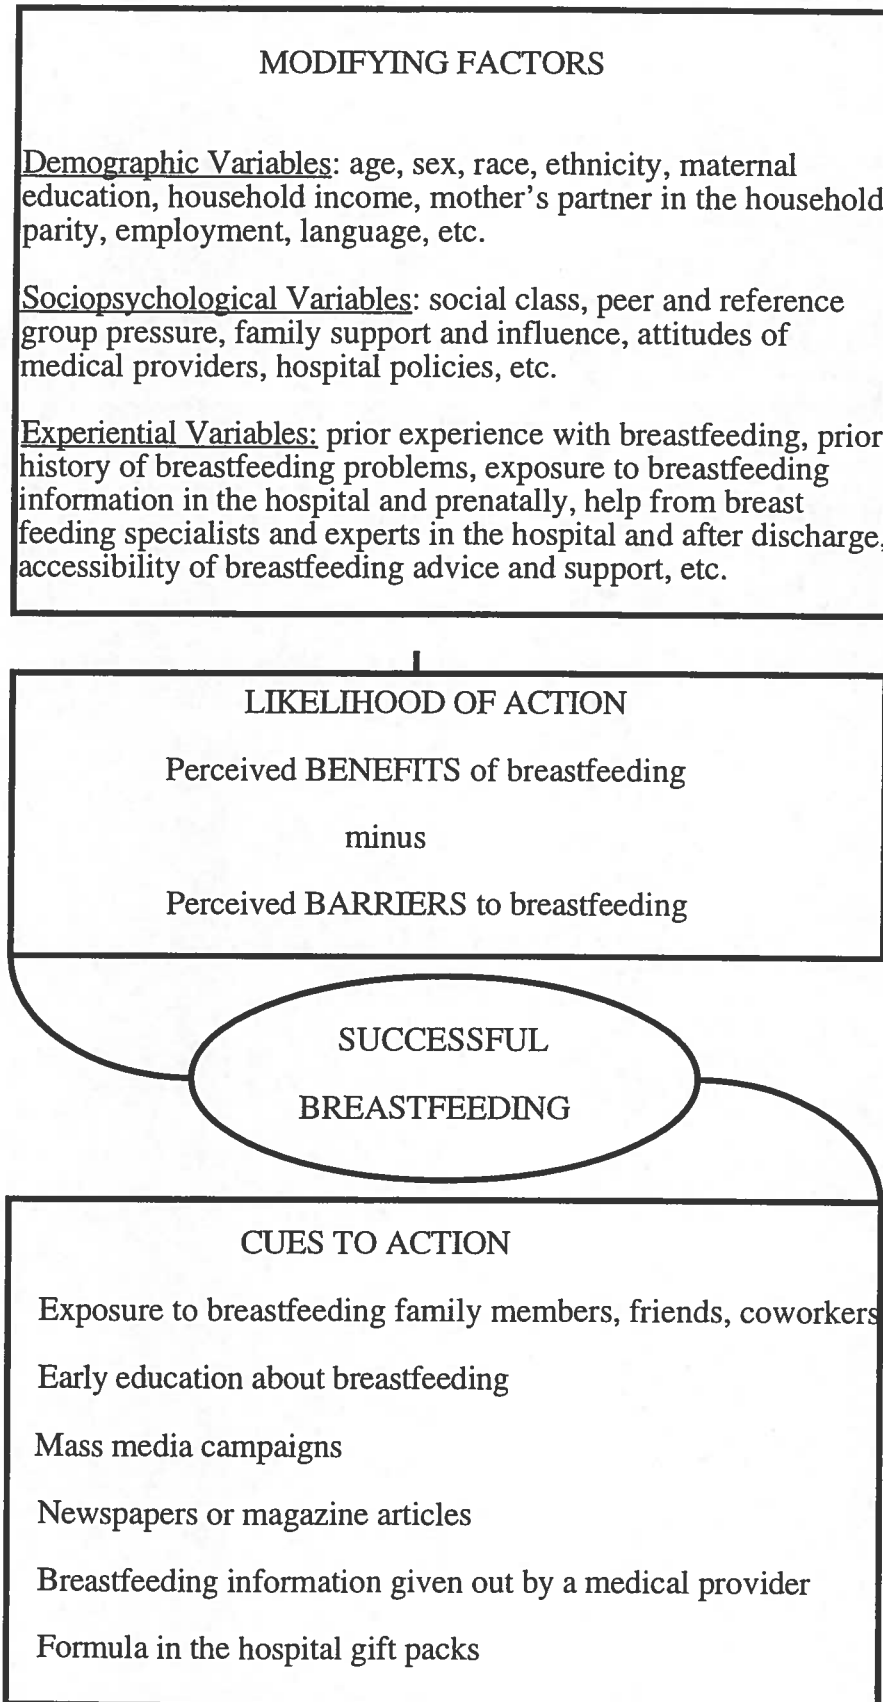 MODIFYING FACTORS
Demographic Variables: age, sex, race, ethnicity, maternal
education, household income, mother's partner in the household
parity, employment, language, etc.
Sociopsychological Variables: social class, peer and reference
group pressure, family support and influence, attitudes of
medical providers, hospital policies, etc.
Experiential Variables: prior experience with breastfeeding, prior
history of breastfeeding problems, exposure to breastfeeding
information in the hospital and prenatally, help from breast
feeding specialists and experts in the hospital and after discharge,
accessibility of breastfeeding advice and support, etc.
LIKELIHOOD OF ACTION
Perceived BENEFITS of breastfeeding
minus
Perceived BARRIERS to breastfeeding
SUCCESSFUL
BREASTFEEDING
CUES TO ACTION
Exposure to breastfeeding family members, friends, coworkers
Early education about breastfeeding
Mass media campaigns
Newspapers or magazine articles
Breastfeeding information given out by a medical provider
Formula in the hospital gift packs